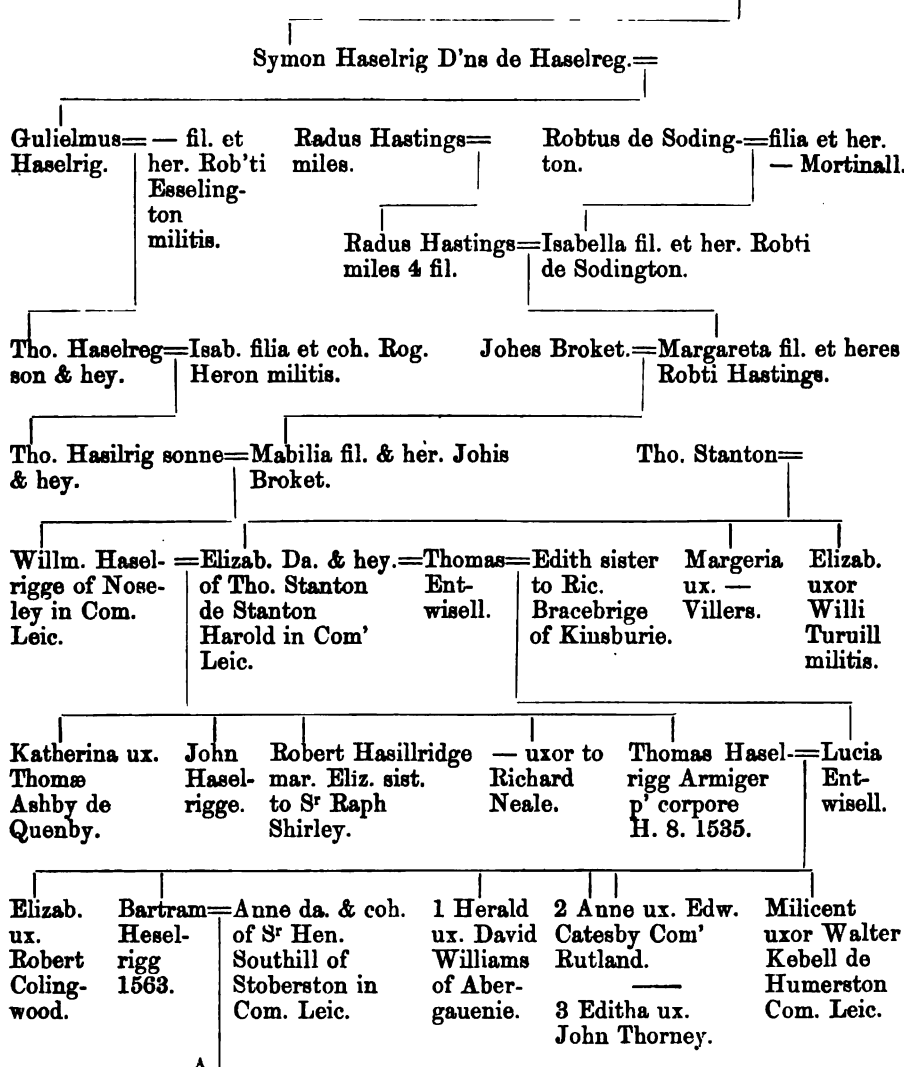 Symon Haselrig D'ns de Haselreg.=
Gulielmus=
Haselrig.
— fil. et
her. Rob'ti
Esseling-
ton
militis.
Radus Hastings=
miles.
Robtus de Soding-=
ton.
filia et her.
— Mortinall.
Radus Hastings=
miles 4 fil.
Isabella fil. et her. Robti
de Sodington.
Tho. Haselreg=
son & hey.
Isab. filia et coh. Rog.
Heron militis.
Johes Broket.=
Margareta fil. et heres
Robti Hastings.
Tho. Hasilrig sonne=
& hey.
Mabilia fil. & her. Johis
Broket.
Tho. Stanton=
Willm. Hasel-=
rigge of Nose-
ley in Com.
Leic.
Elizab. Da. & hey.=
of Tho. Stanton
de Stanton
Harold in Com'
Leic.
Thomas=
Ent-
wisell.
Edith sister
to Ric.
Bracebrige
of Kinsburie.
Margeria
ux. —
Villers.
Elizab.
uxor
Willi
Turuill
militis.
Katherina ux.
Thomæ
Ashby de
Quenby.
John
Hasel-
rigge.
Robert Hasillridge
mar. Eliz. sist.
to Sr Raph
Shirley.
— uxor to
Richard
Neale.
Thomas Hasel-=
rigg Armiger
p' corpore
H. 8. 1535.
Lucia
Ent-
wisell.
Elizab.
ux.
Robert
Coling-
wood.
Bartram=
Hesel-
rigg
1563.
Anne da. & coh.
of Sr Hen.
Southill of
Stoberston in
Com. Leic.
1 Herald
ux. David
Williams
of Aber-
gauenie.
2 Anne ux. Edw.
Catesby Com'
Rutland.
3 Editha ux.
John Thorney.
Milicent
uxor Walter
Kebell de
Humerston
Com. Leic.
A